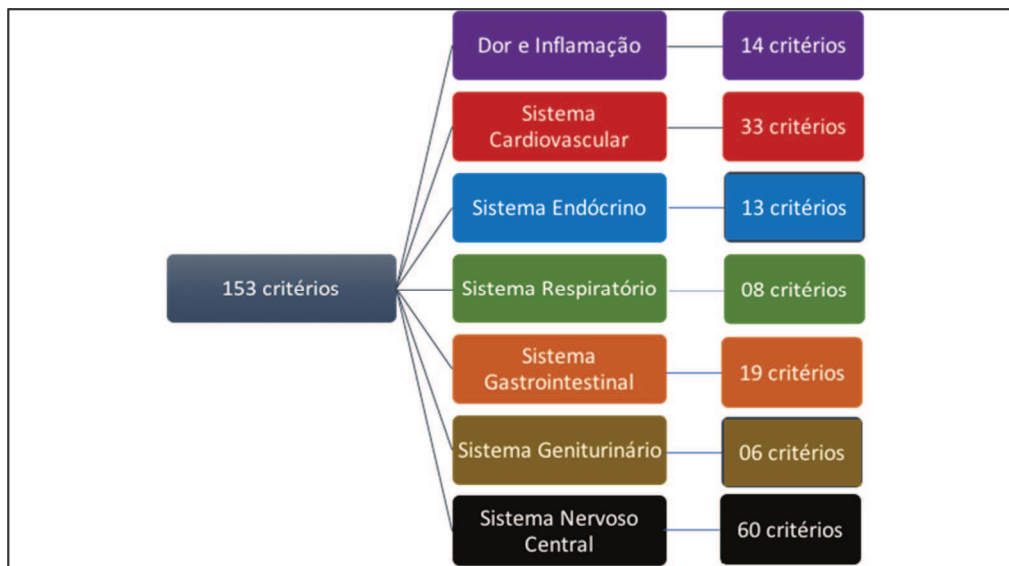 Dor e Inflamação
14 critérios
Sistema
Cardiovascular
33 critérios
Sistema Endócrino
13 critérios
153 critérios
Sistema Respiratório
08 critérios
Sistema
Gastrointestinal
19 critérios
Sistema Geniturinário
06 critérios
Sistema Nervoso
Central
60 critérios